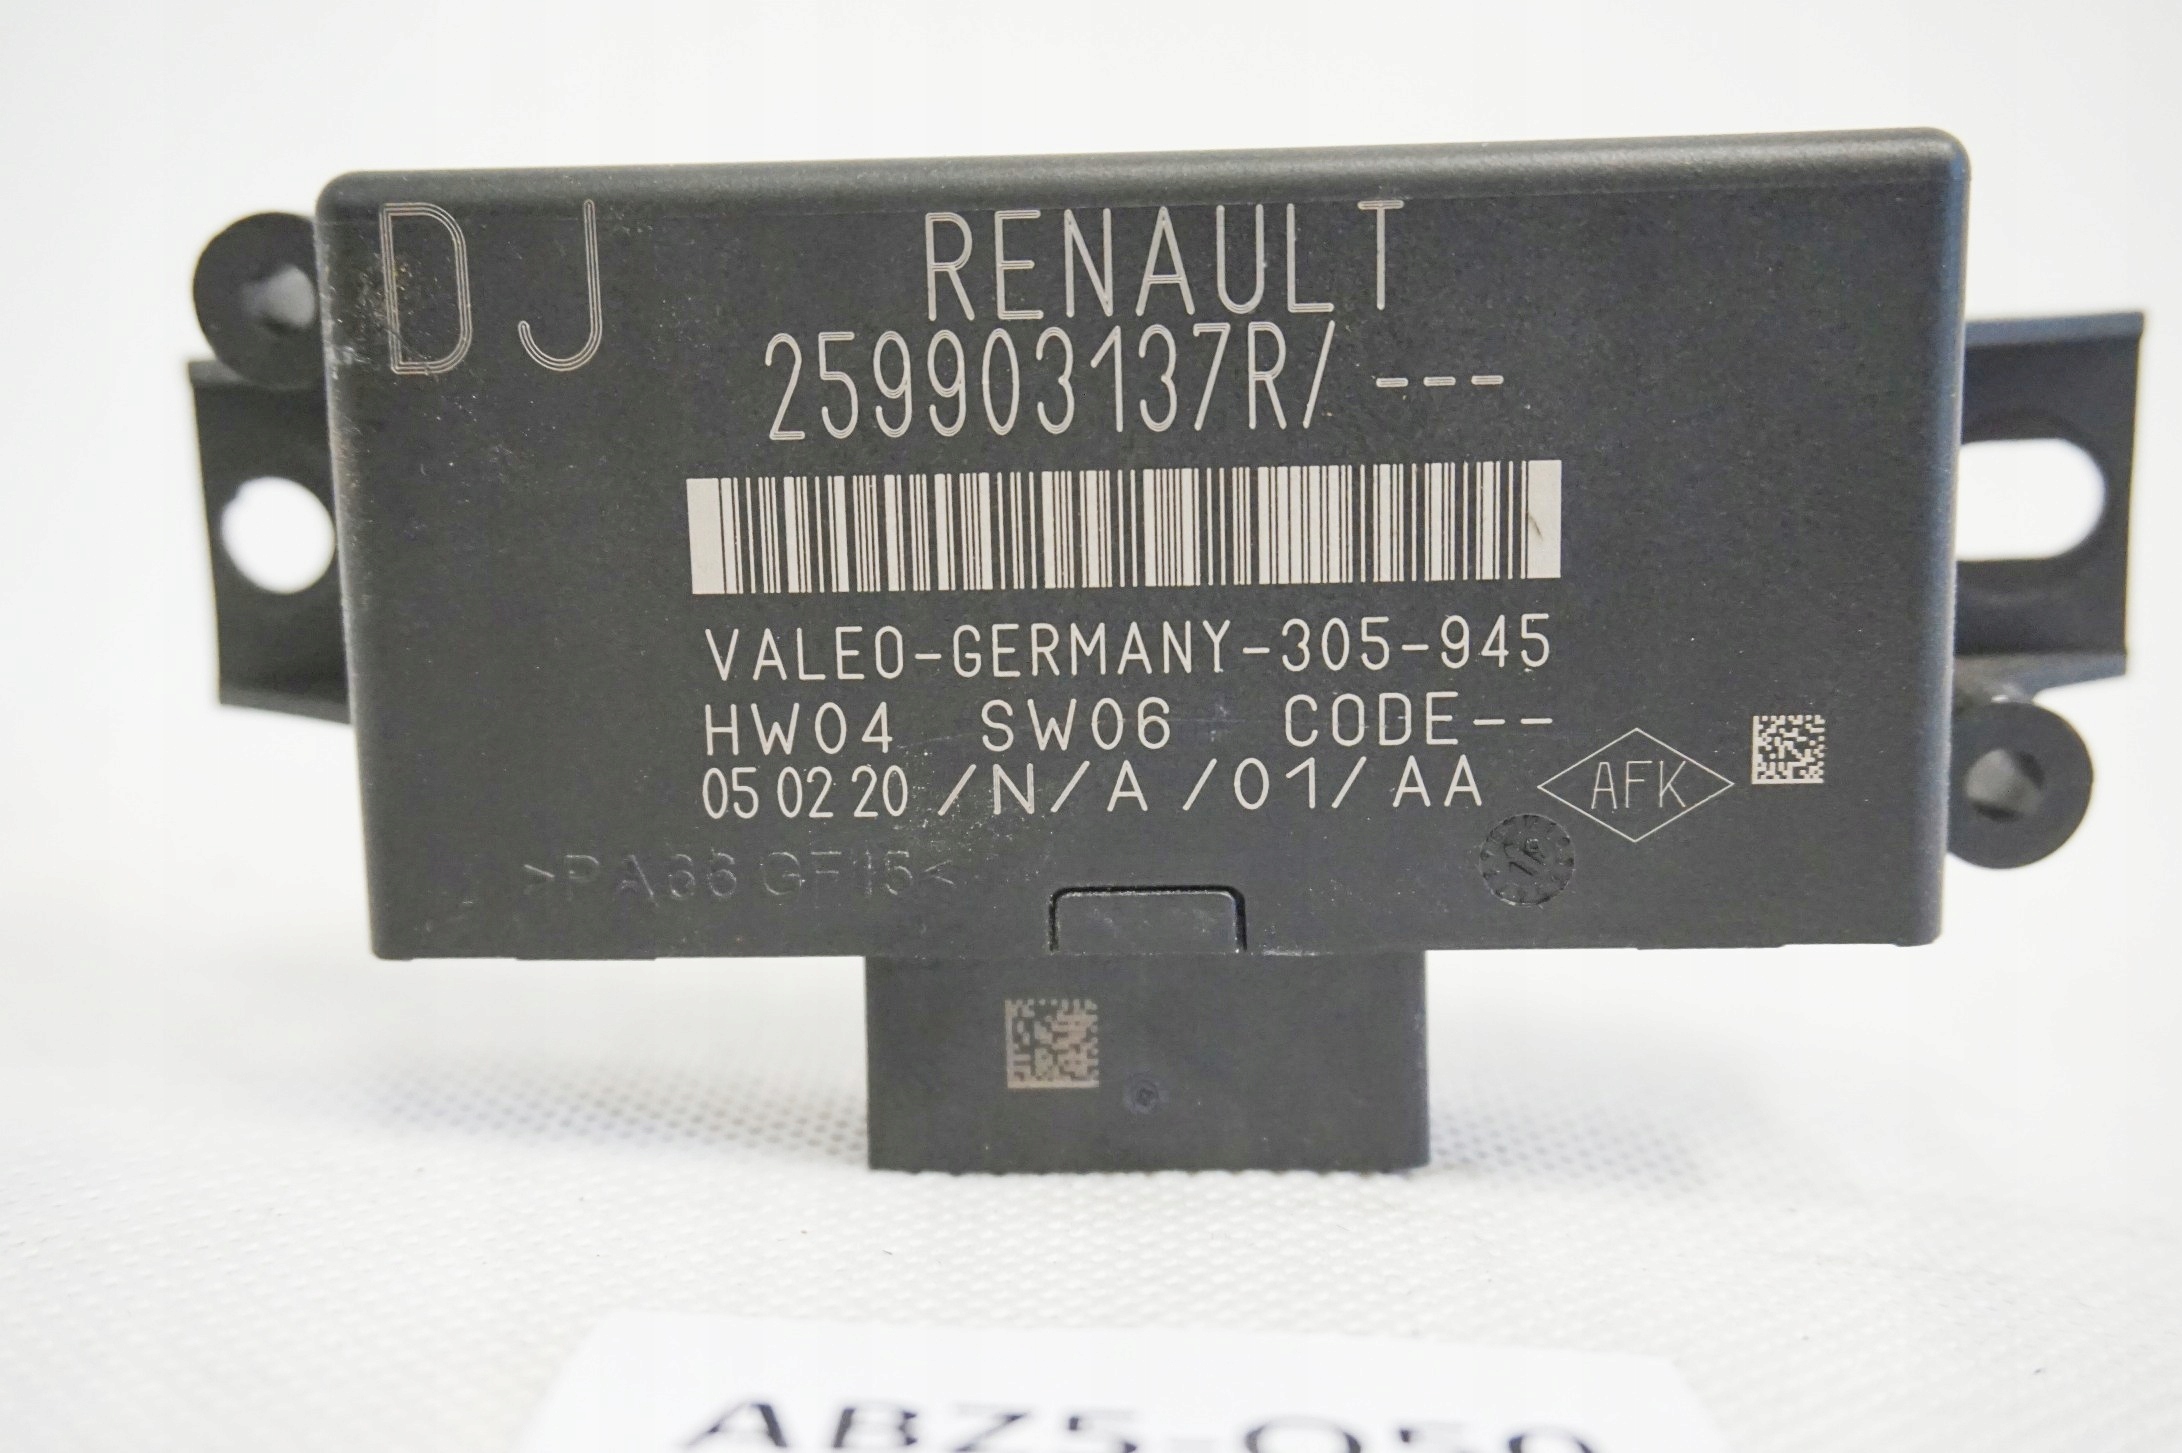 DJ
RENAULT
259903137R/ ---
VALEO-GERMANY-305-945
HW04 SW06 CODE--
05 02 20 /N/A /01/AA
AFK
>PA66 GF15<